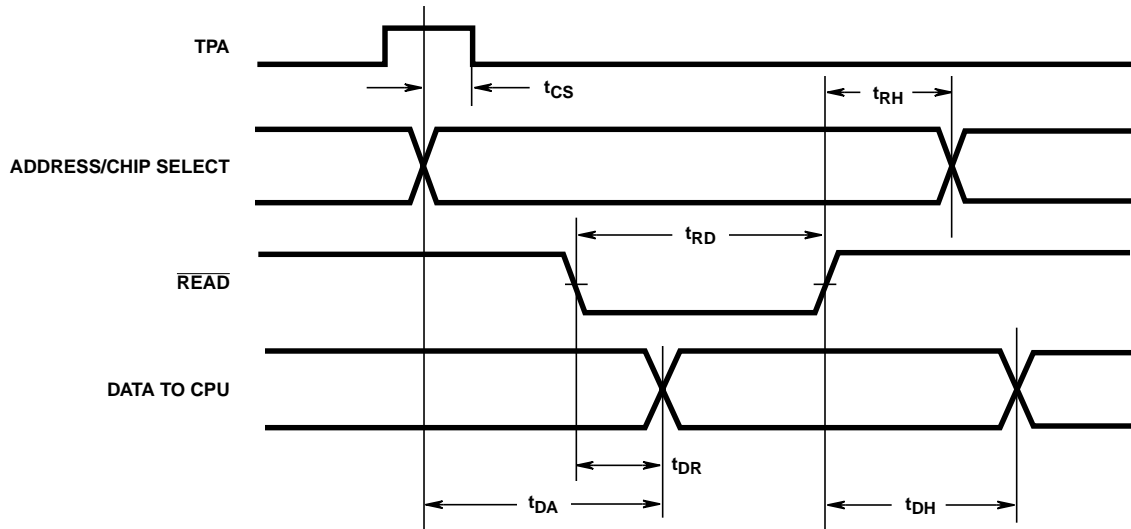 TPA
tCS
tRH
ADDRESS/CHIP SELECT
tRD
READ
DATA TO CPU
tDR
tDA
tDH